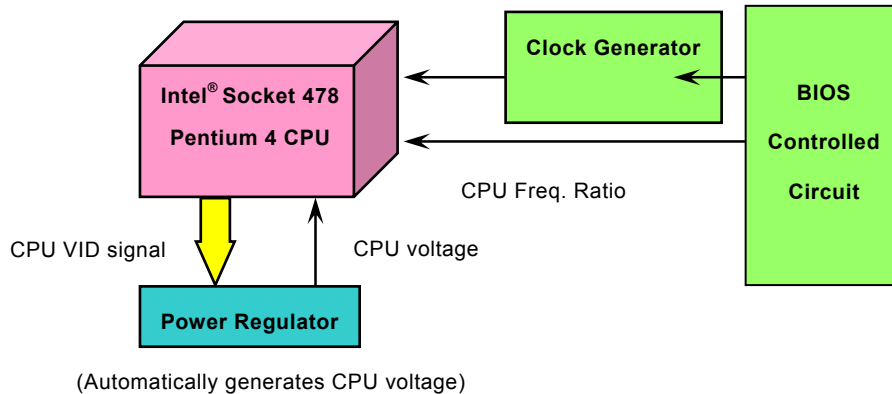 Intel® Socket 478
Pentium 4 CPU
Clock Generator
BIOS
Controlled
Circuit
CPU Freq. Ratio
CPU VID signal
CPU voltage
Power Regulator
(Automatically generates CPU voltage)